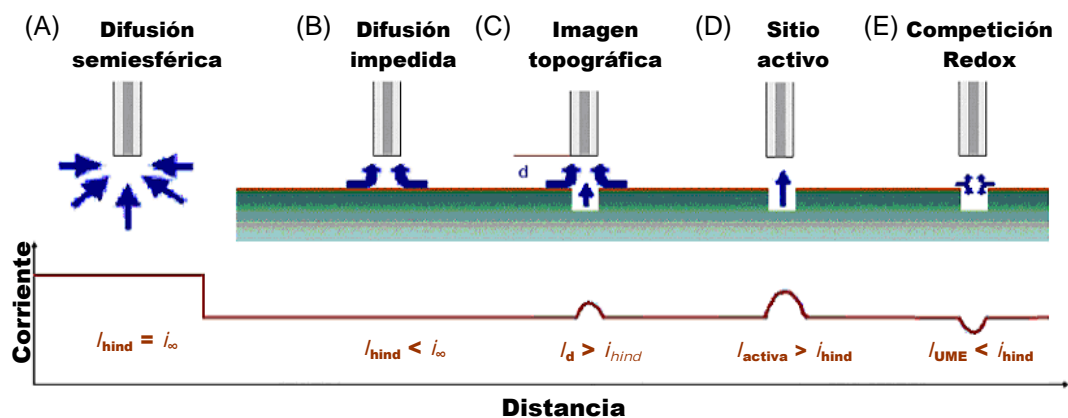 (A) Difusión
semiesférica
(B) Difusión
impedida
(C) Imagen
topográfica
(D) Sitio
activo
(E) Competición
Redox
d
Corriente
Ihind = i∞
Ihind < i∞
Id > ihind
Iactiva > ihind
IUME < ihind
Distancia